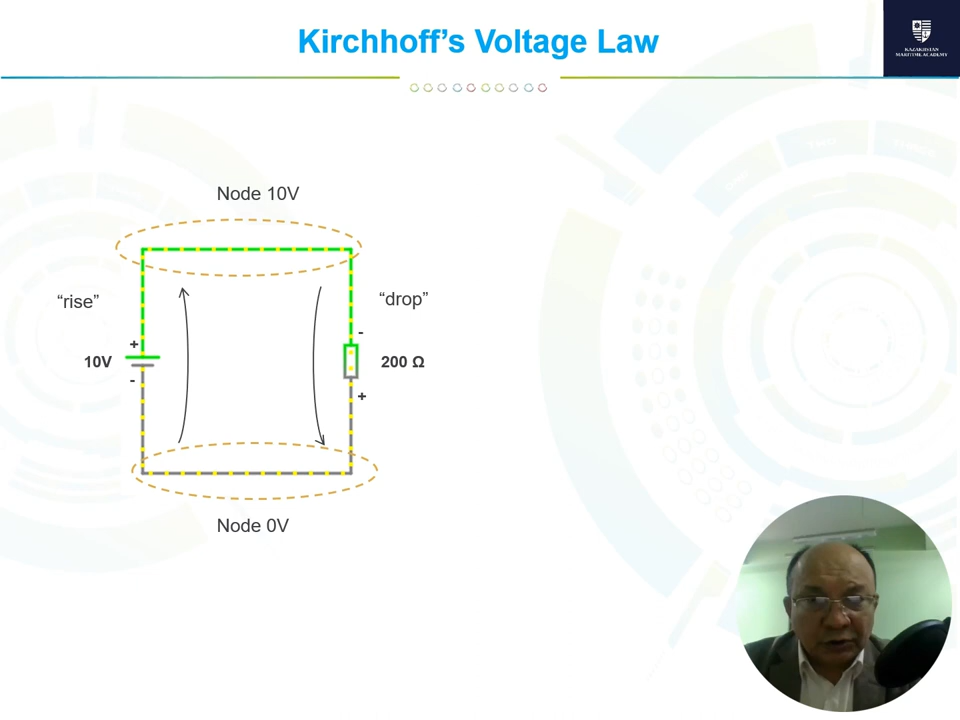 Kirchhoff’s Voltage Law
KAZAKHSTAN
MARITIME ACADEMY
Node 10V
“rise”
“drop”
+
-
10V
200 Ω
-
+
Node 0V